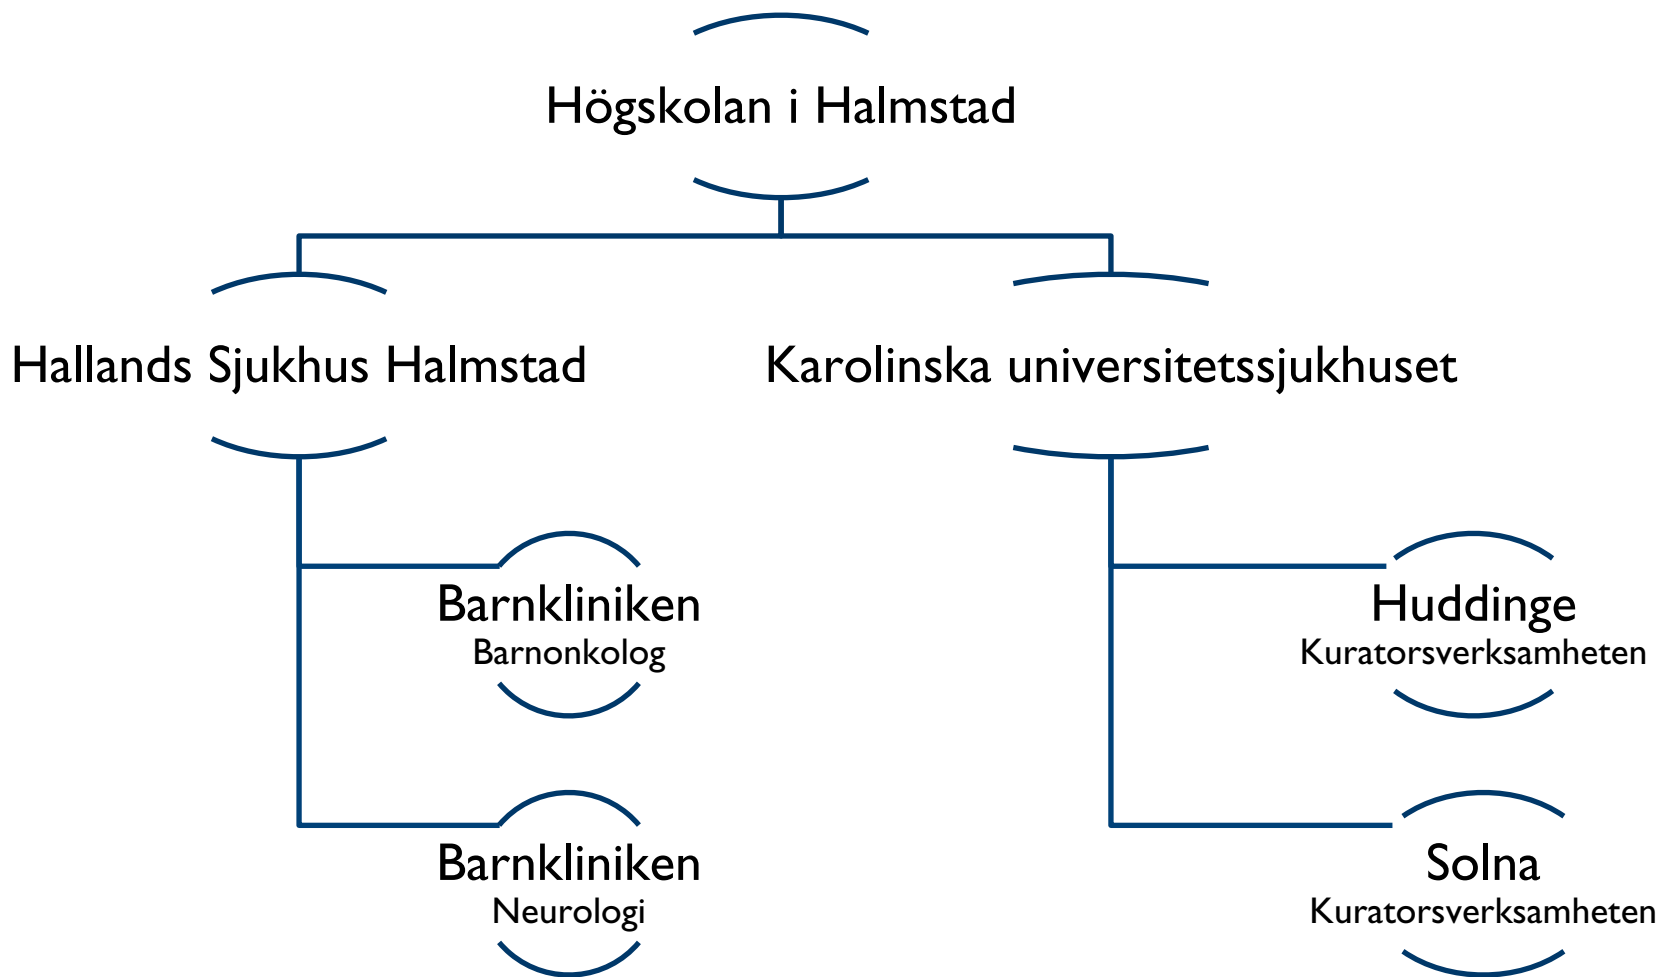 Högskolan i Halmstad
Hallands Sjukhus Halmstad
Karolinska universitetssjukhuset
Barnkliniken
Barnonkolog
Huddinge
Kuratorsverksamheten
Barnkliniken
Neurologi
Solna
Kuratorsverksamheten